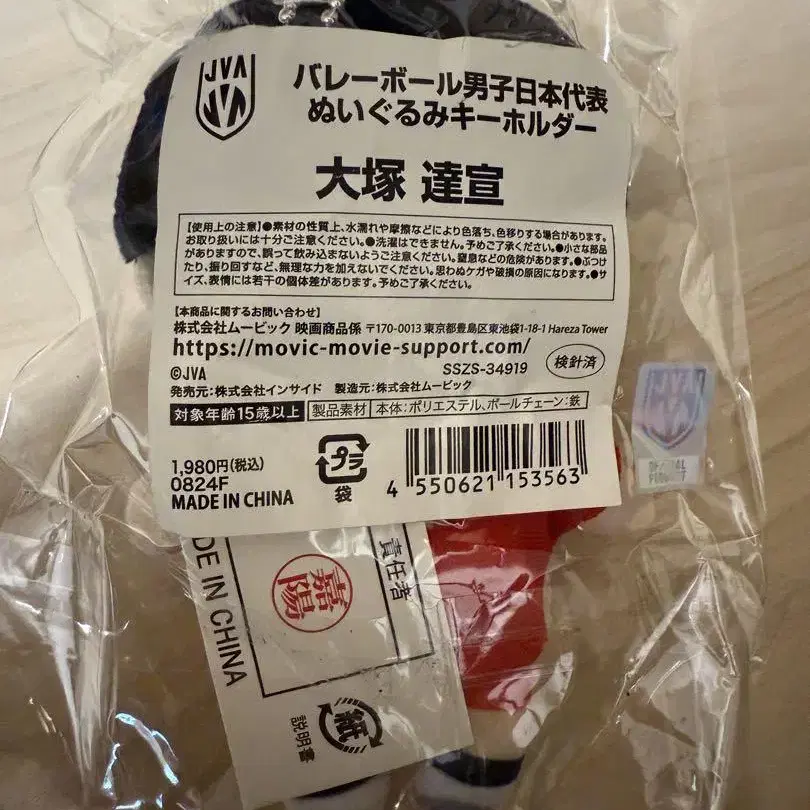 JVA
JVA
バレーボール男子日本代表
ぬいぐるみキーホルダー
大塚 達宣
【使用上の注意】●素材の性質上、水濡れや摩擦などにより色落ち、色移りする場合があります。
お取り扱いには十分ご注意ください。●洗濯はできません。予めご了承ください。●小さな部品
がありますので、誤って飲み込まないようご注意ください。窒息などの危険があります。●ぶつけ
たり、振り回すなど、無理な力を加えないでください。思わぬケガや破損の原因になります。●サ
イズ、表情には若干の個体差があります。予めご了承ください。
【本商品に関するお問い合わせ】
株式会社ムービック 映画商品係 〒170-0013 東京都豊島区東池袋1-18-1 Hareza Tower
https://movic-movie-support.com/
©JVA
SSZS-34919
検針済
発売元:株式会社インサイド 製造元:株式会社ムービック
対象年齢15歳以上 製品素材 本体:ポリエステル、ボールチェーン:鉄
1,980円(税込)
0824F
MADE IN CHINA
プラ
袋
4 550621 153563
JVA
DE IN CHINA
責任者
嘉陽
紙
説明書